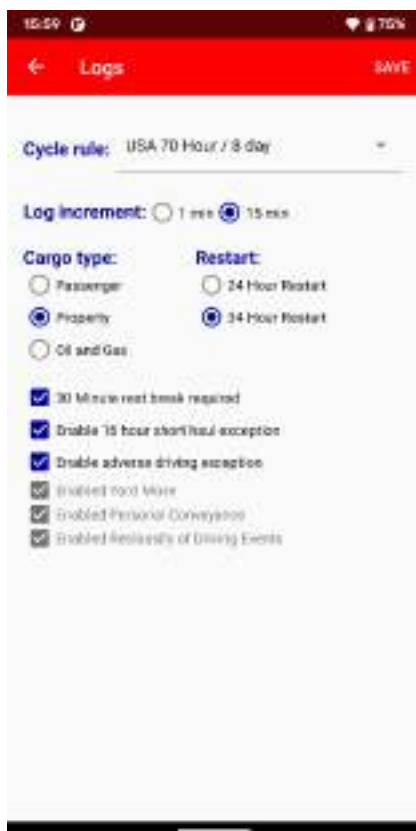 15:59 75%
Logs SAVE
Cycle rule: USA 70 Hour / 8 day
Log increment: 1 min 15 min
Cargo type: Restart:
Passenger 24 Hour Restart
Property 34 Hour Restart
Oil and Gas
30 Minute rest break required
Enable 16 hour short haul exception
Enable adverse driving exception
Enabled Yard Move
Enabled Personal Conveyance
Enabled of Driving Events